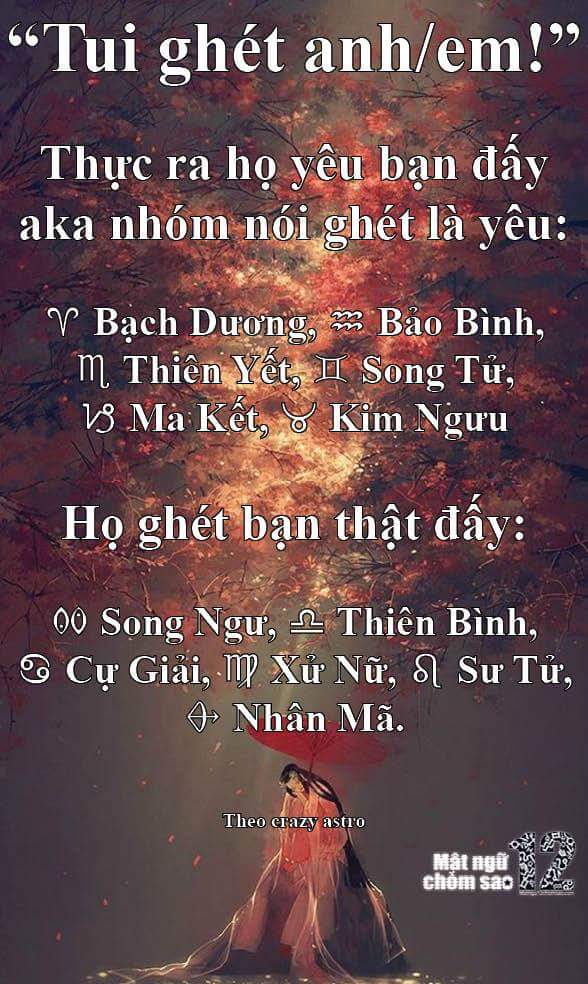 “Tui ghét anh/em!”
Thực ra họ yêu bạn đấy
aka nhóm nói ghét là yêu:
♈ Bạch Dương, ♒ Bảo Bình,
♏ Thiên Yết, ♊ Song Tử,
♑ Ma Kết, ♉ Kim Ngưu
Họ ghét bạn thật đấy:
♓ Song Ngư, ♎ Thiên Bình,
♋ Cự Giải, ♍ Xử Nữ, ♌ Sư Tử,
♐ Nhân Mã.
Theo crazy astro
Mật ngữ 12
chòm sao